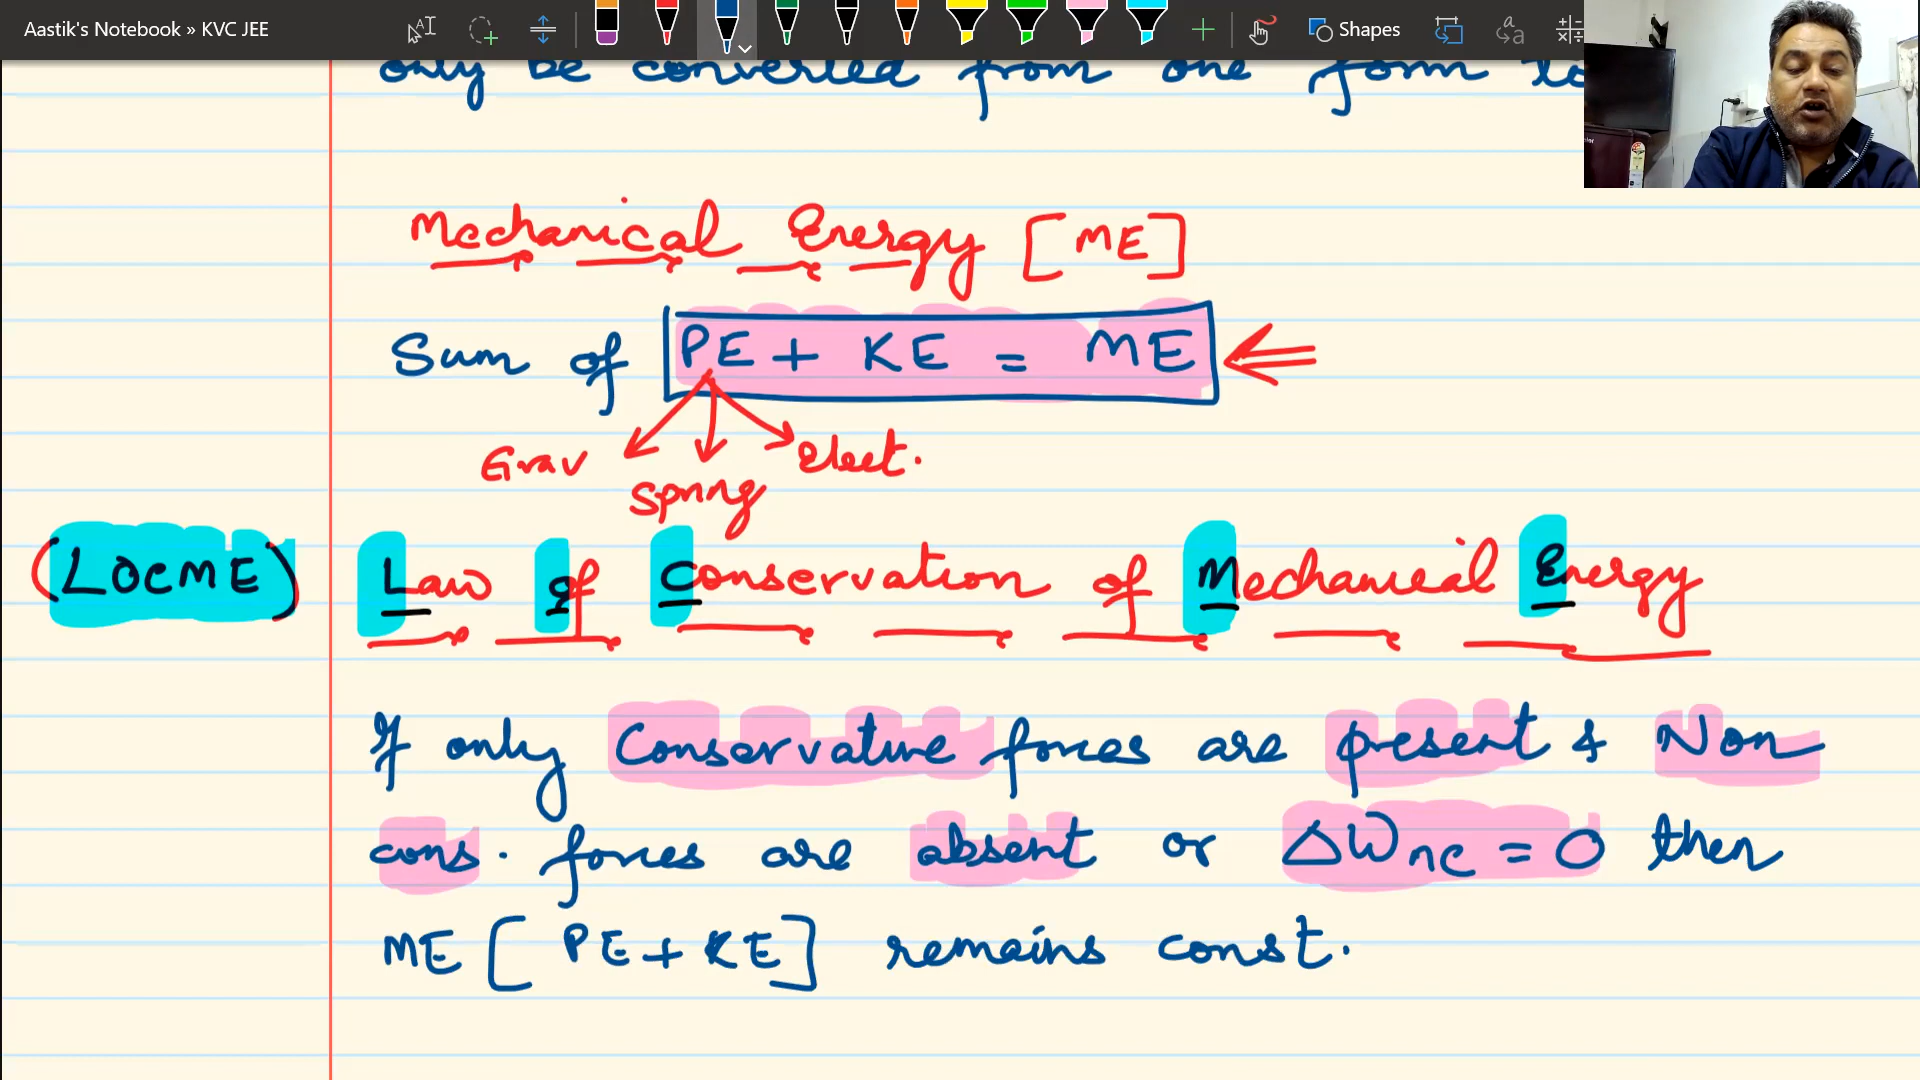 Aastik's Notebook » KVC JEE
Shapes
only be converted from one form to
Mechanical Energy [ME]
Sum of PE + KE = ME
Grav
Spring
Elect.
(LOCME) Law of Conservation of Mechanical Energy
If only Conservative forces are present & Non
cons. forces are absent or ΔWnc = 0 then
ME [PE + KE] remains const.